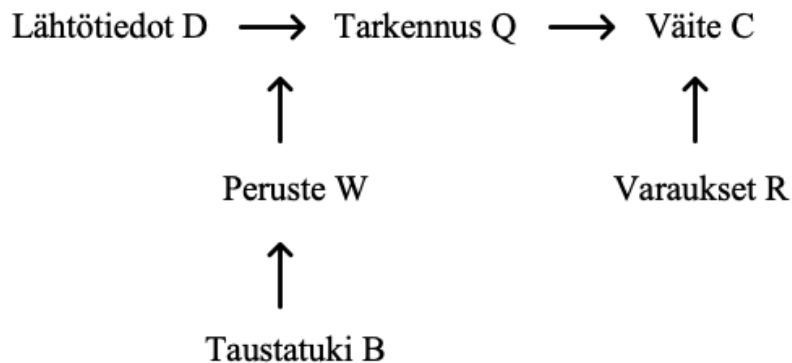 Lähtötiedot D → Tarkennus Q → Väite C
Peruste W Varaukset R
Taustatuki B